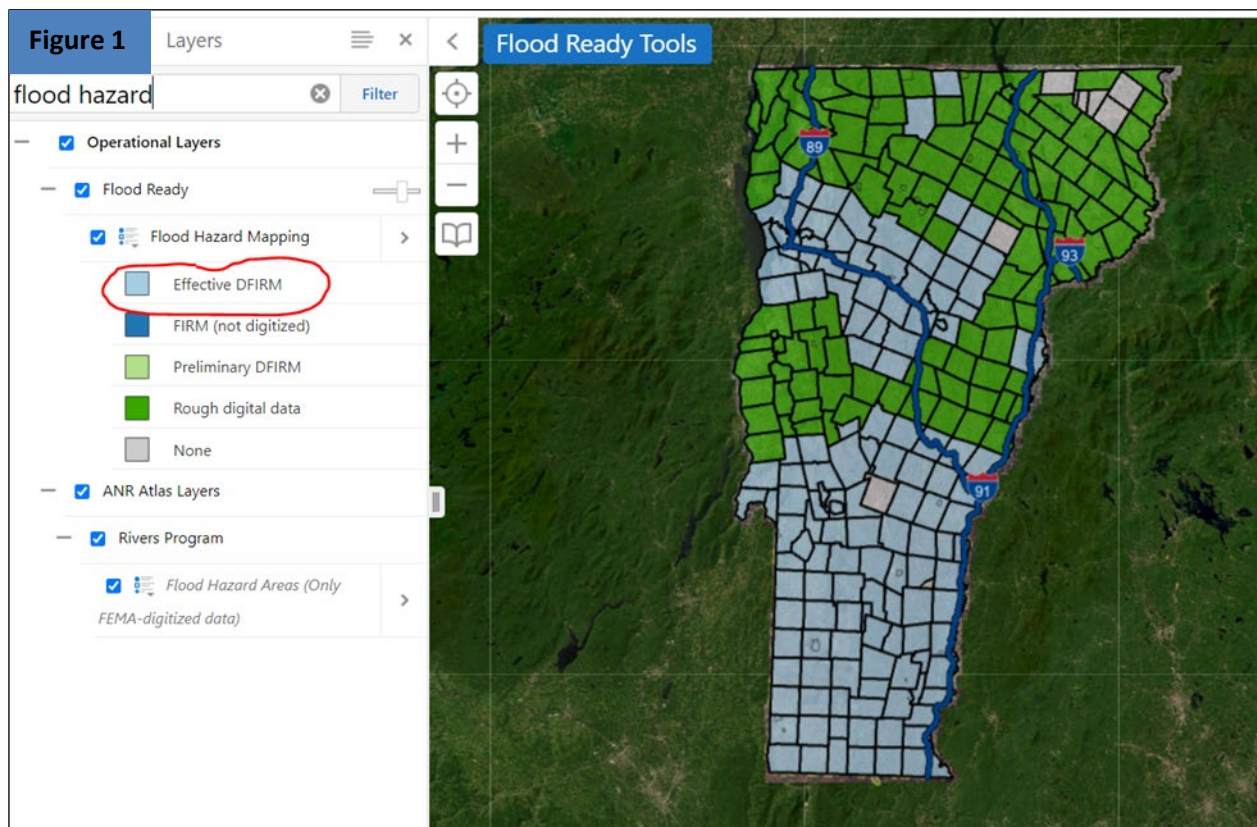 Figure 1
Layers
Flood Ready Tools
flood hazard
Filter
Operational Layers
Flood Ready
Flood Hazard Mapping
Effective DFIRM
FIRM (not digitized)
Preliminary DFIRM
Rough digital data
None
ANR Atlas Layers
Rivers Program
Flood Hazard Areas (Only
FEMA-digitized data)
89
93
91